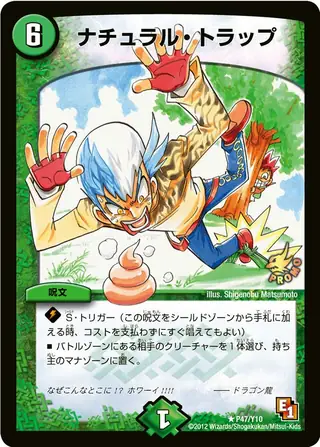 6
ナチュラル・トラップ
PROMO
illus. Shigenobu Matsumoto
呪文
S・トリガー（この呪文をシールドゾーンから手札に加
える時、コストを支払わずにすぐ唱えてもよい）
■ バトルゾーンにある相手のクリーチャーを1体選び、持ち
主のマナゾーンに置く。
なぜこんなとこに!? ホワーイ!!!! ——ドラゴン龍
1
E1
★P47/Y10
©2012 Wizards/Shogakukan/Mitsui-Kids